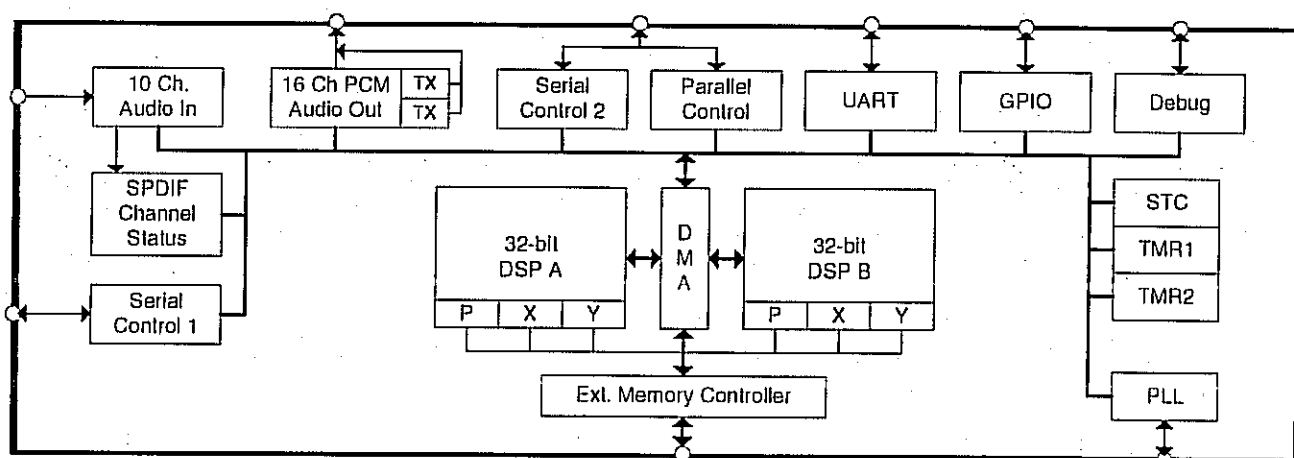 10 Ch.
Audio In
16 Ch PCM
Audio Out
TX
TX
Serial
Control 2
Parallel
Control
UART
GPIO
Debug
SPDIF
Channel
Status
Serial
Control 1
32-bit
DSP A
P X Y
D
M
A
32-bit
DSP B
P X Y
STC
TMR1
TMR2
Ext. Memory Controller
PLL